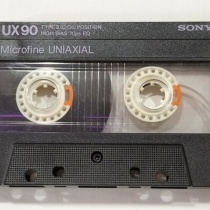 UX90 TYPE II (CrO₂) POSITION SONY
HIGH BIAS 70μs EQ
Microfine UNIAXIAL